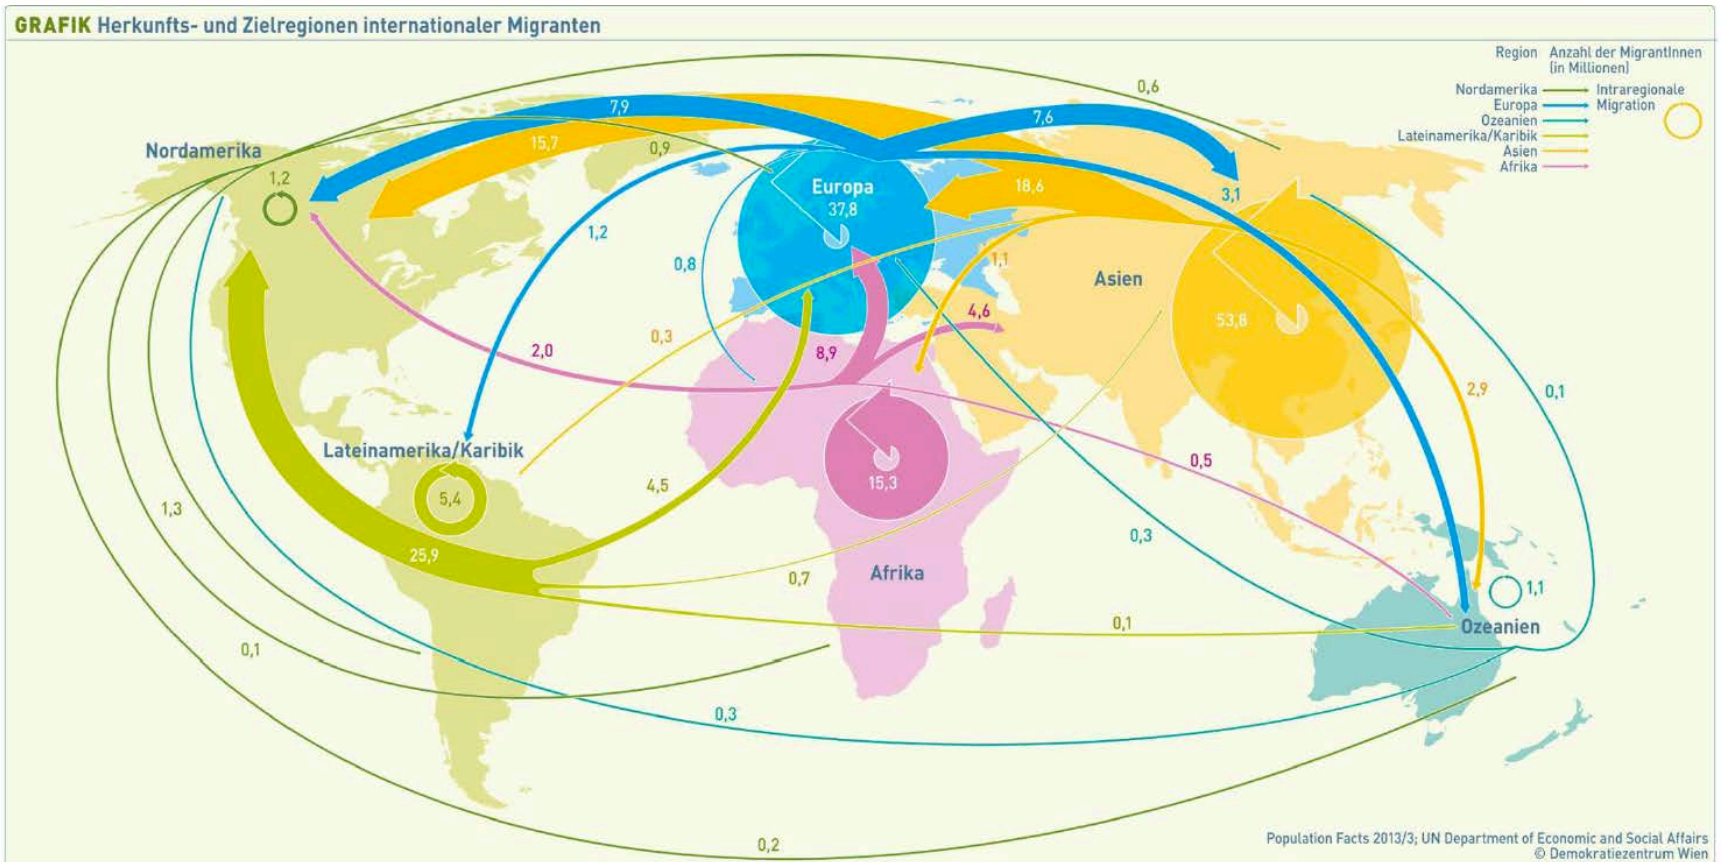 GRAFIK Herkunfts- und Zielregionen internationaler Migranten
Region Anzahl der MigrantInnen
(in Millionen)
Nordamerika Intraregionale
Europa Migration
Ozeanien
Lateinamerika/Karibik
Asien
Afrika
0,6
7,9
7,6
15,7
0,9
Nordamerika
1,2
Europa
37,8
18,6
3,1
1,2
0,8
1,1
Asien
53,8
4,6
0,3
2,0
8,9
2,9
0,1
Lateinamerika/Karibik
0,5
15,3
4,5
5,4
1,3
0,3
25,9
0,7
Afrika
1,1
0,1
Ozeanien
0,1
0,3
0,2
Population Facts 2013/3; UN Department of Economic and Social Affairs
© Demokratiezentrum Wien